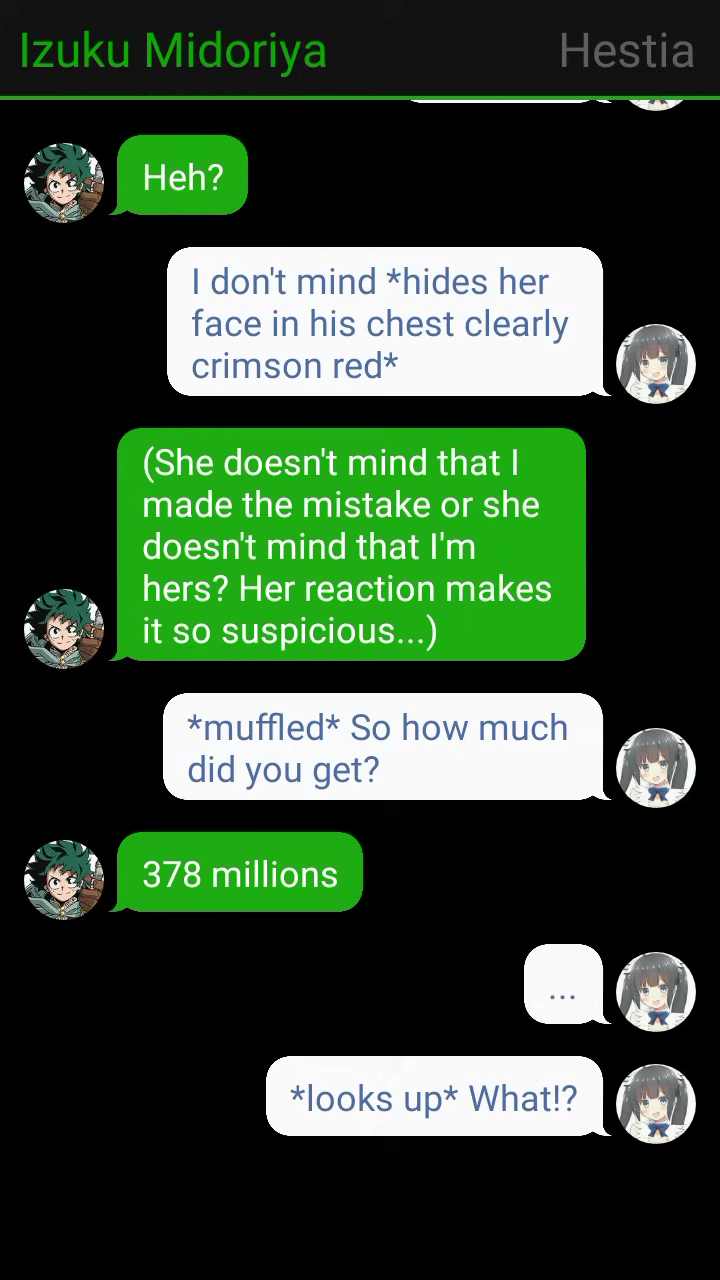 Izuku Midoriya
Hestia
Heh?
I don't mind *hides her
face in his chest clearly
crimson red*
(She doesn't mind that I
made the mistake or she
doesn't mind that I'm
hers? Her reaction makes
it so suspicious...)
*muffled* So how much
did you get?
378 millions
...
*looks up* What!?